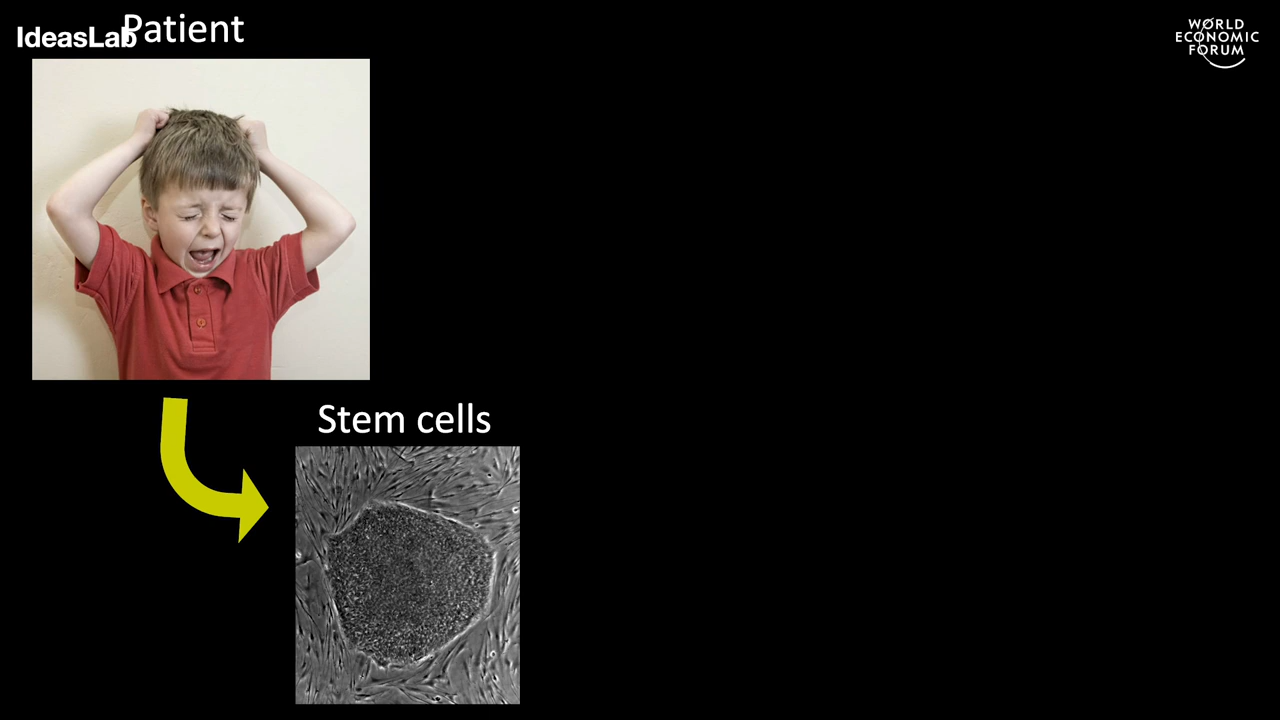 IdeasLab
Patient
WORLD
ECONOMIC
FORUM
Stem cells